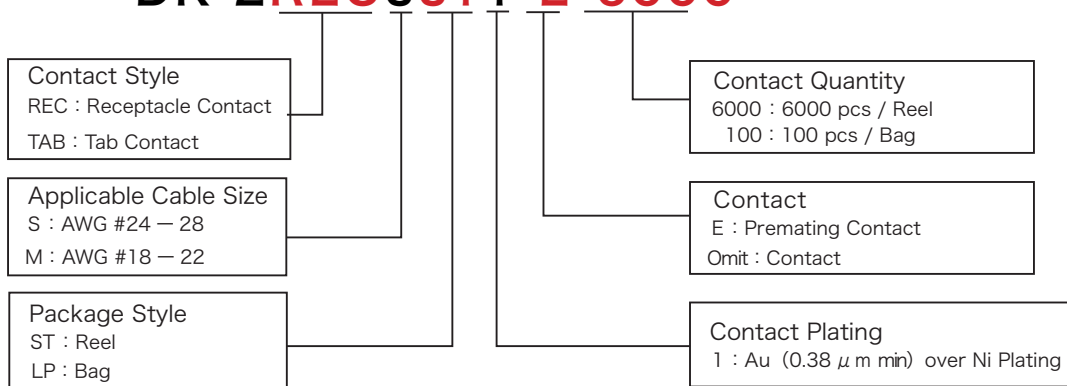 Contact Style
REC : Receptacle Contact
TAB : Tab Contact
Applicable Cable Size
S : AWG #24 — 28
M : AWG #18 — 22
Package Style
ST : Reel
LP : Bag
Contact Quantity
6000 : 6000 pcs / Reel
100 : 100 pcs / Bag
Contact
E : Premating Contact
Omit : Contact
Contact Plating
1 : Au (0.38 μ m min) over Ni Plating